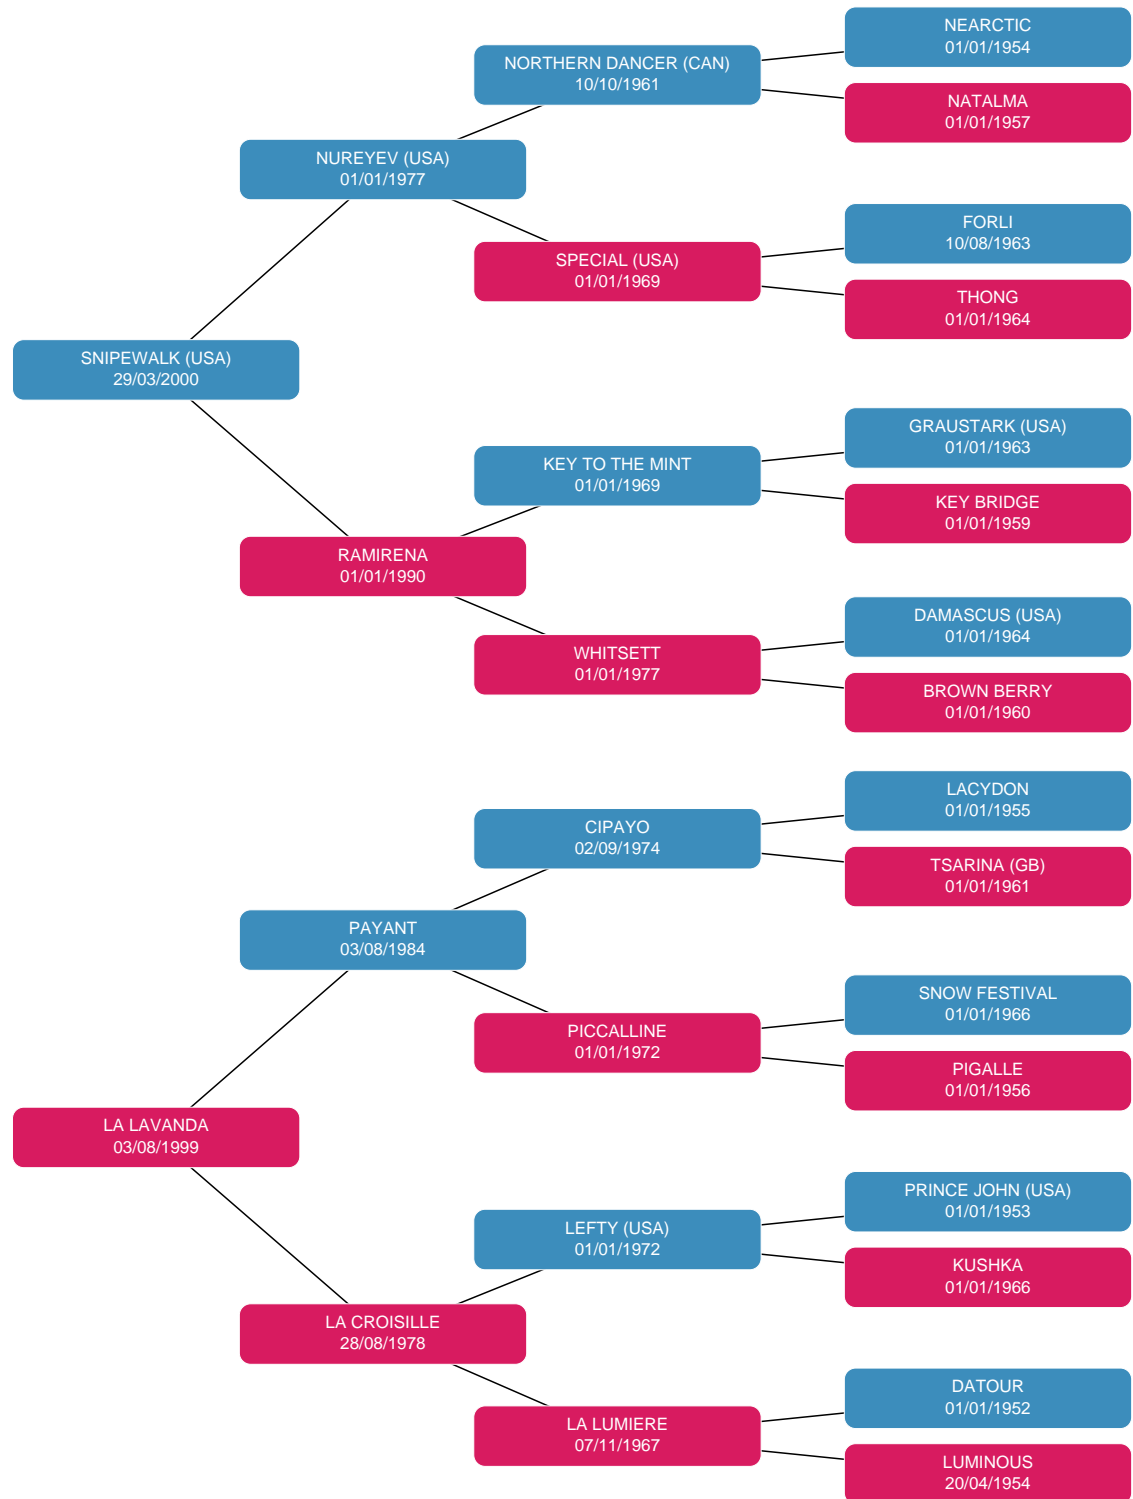 NEARCTIC
01/01/1954
NORTHERN DANCER (CAN)
10/10/1961
NATALMA
01/01/1957
NUREYEV (USA)
01/01/1977
FORLI
10/08/1963
SPECIAL (USA)
01/01/1969
THONG
01/01/1964
SNIPEWALK (USA)
29/03/2000
GRAUSTARK (USA)
01/01/1963
KEY TO THE MINT
01/01/1969
KEY BRIDGE
01/01/1959
RAMIRENA
01/01/1990
DAMASCUS (USA)
01/01/1964
WHITSETT
01/01/1977
BROWN BERRY
01/01/1960
LACYDON
01/01/1955
CIPAYO
02/09/1974
TSARINA (GB)
01/01/1961
PAYANT
03/08/1984
SNOW FESTIVAL
01/01/1966
PICCALLINE
01/01/1972
PIGALLE
01/01/1956
LA LAVANDA
03/08/1999
PRINCE JOHN (USA)
01/01/1953
LEFTY (USA)
01/01/1972
KUSHKA
01/01/1966
LA CROISILLE
28/08/1978
DATOUR
01/01/1952
LA LUMIERE
07/11/1967
LUMINOUS
20/04/1954